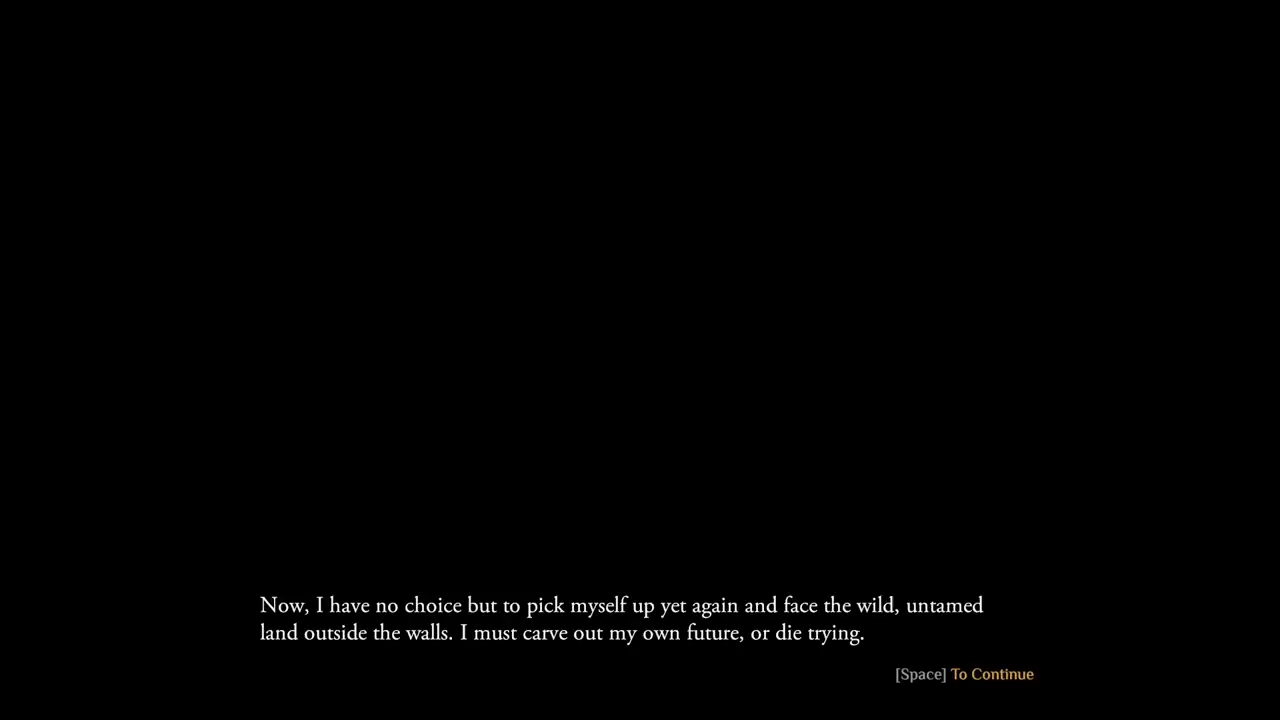 Now, I have no choice but to pick myself up yet again and face the wild, untamed
land outside the walls. I must carve out my own future, or die trying.
[Space] To Continue